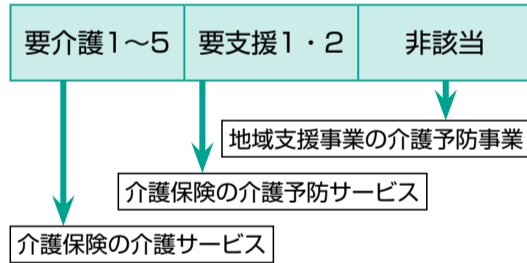 要介護1〜5 要支援1・2 非該当
地域支援事業の介護予防事業
介護保険の介護予防サービス
介護保険の介護サービス